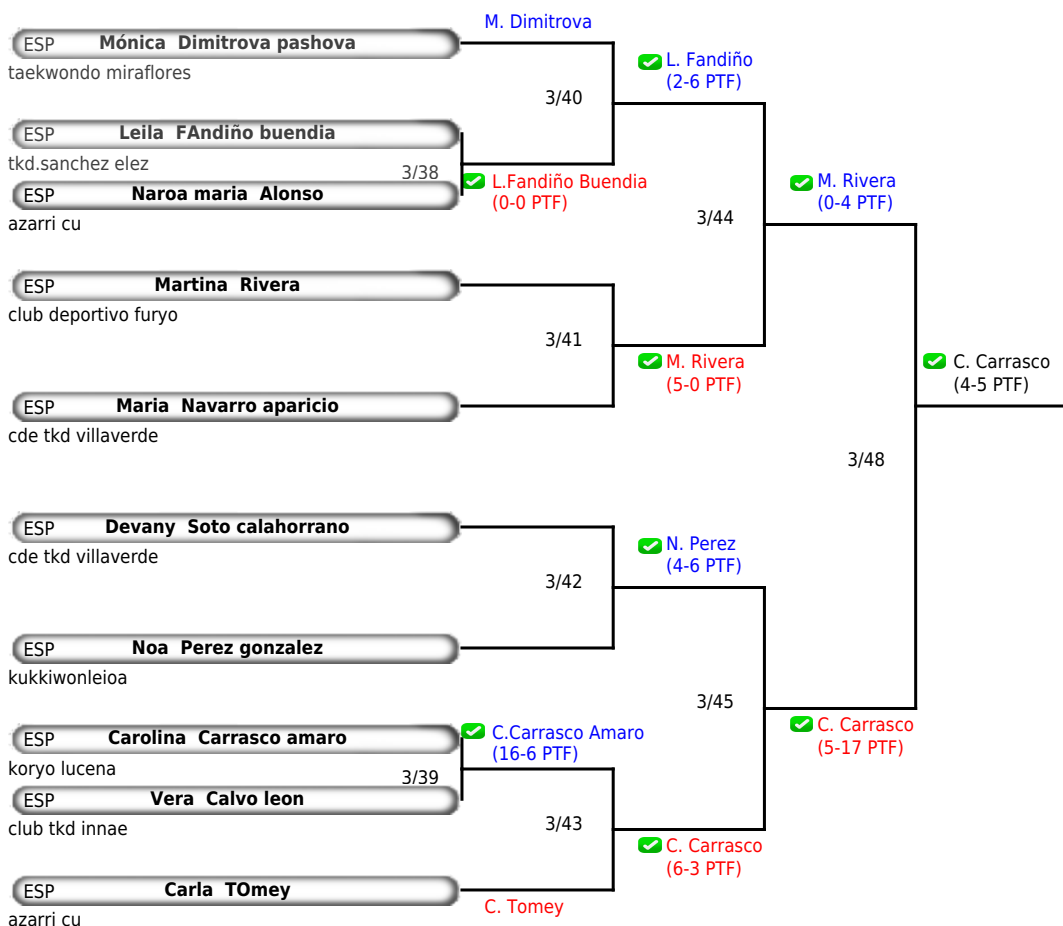 M. Dimitrova
ESP Mónica Dimitrova pashova
taekwondo miraflores
L. Fandiño
(2-6 PTF)
3/40
ESP Leila FAndiño buendia
tkd.sanchez elez
3/38
L.Fandiño Buendia
(0-0 PTF)
ESP Naroa maria Alonso
azarri cu
M. Rivera
(0-4 PTF)
3/44
ESP Martina Rivera
club deportivo furyo
3/41
M. Rivera
(5-0 PTF)
C. Carrasco
(4-5 PTF)
ESP Maria Navarro aparicio
cde tkd villaverde
3/48
ESP Devany Soto calahorrano
cde tkd villaverde
N. Perez
(4-6 PTF)
3/42
ESP Noa Perez gonzalez
kukkiwonleioa
3/45
C. Carrasco
(5-17 PTF)
ESP Carolina Carrasco amaro
koryo lucena
C.Carrasco Amaro
(16-6 PTF)
3/39
ESP Vera Calvo leon
club tkd innae
3/43
C. Carrasco
(6-3 PTF)
ESP Carla TOmey
azarri cu
C. Tomey